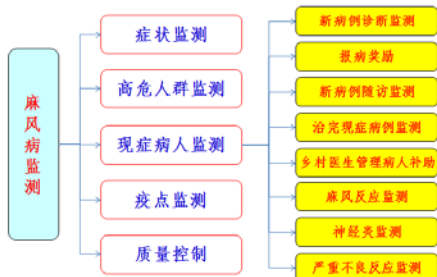 麻风病监测
症状监测
高危人群监测
现症病人监测
疫点监测
质量控制
新病例诊断监测
报病奖励
新病例随访监测
治完现症病例监测
乡村医生管理病人补助
麻风反应监测
神经炎监测
严重不良反应监测